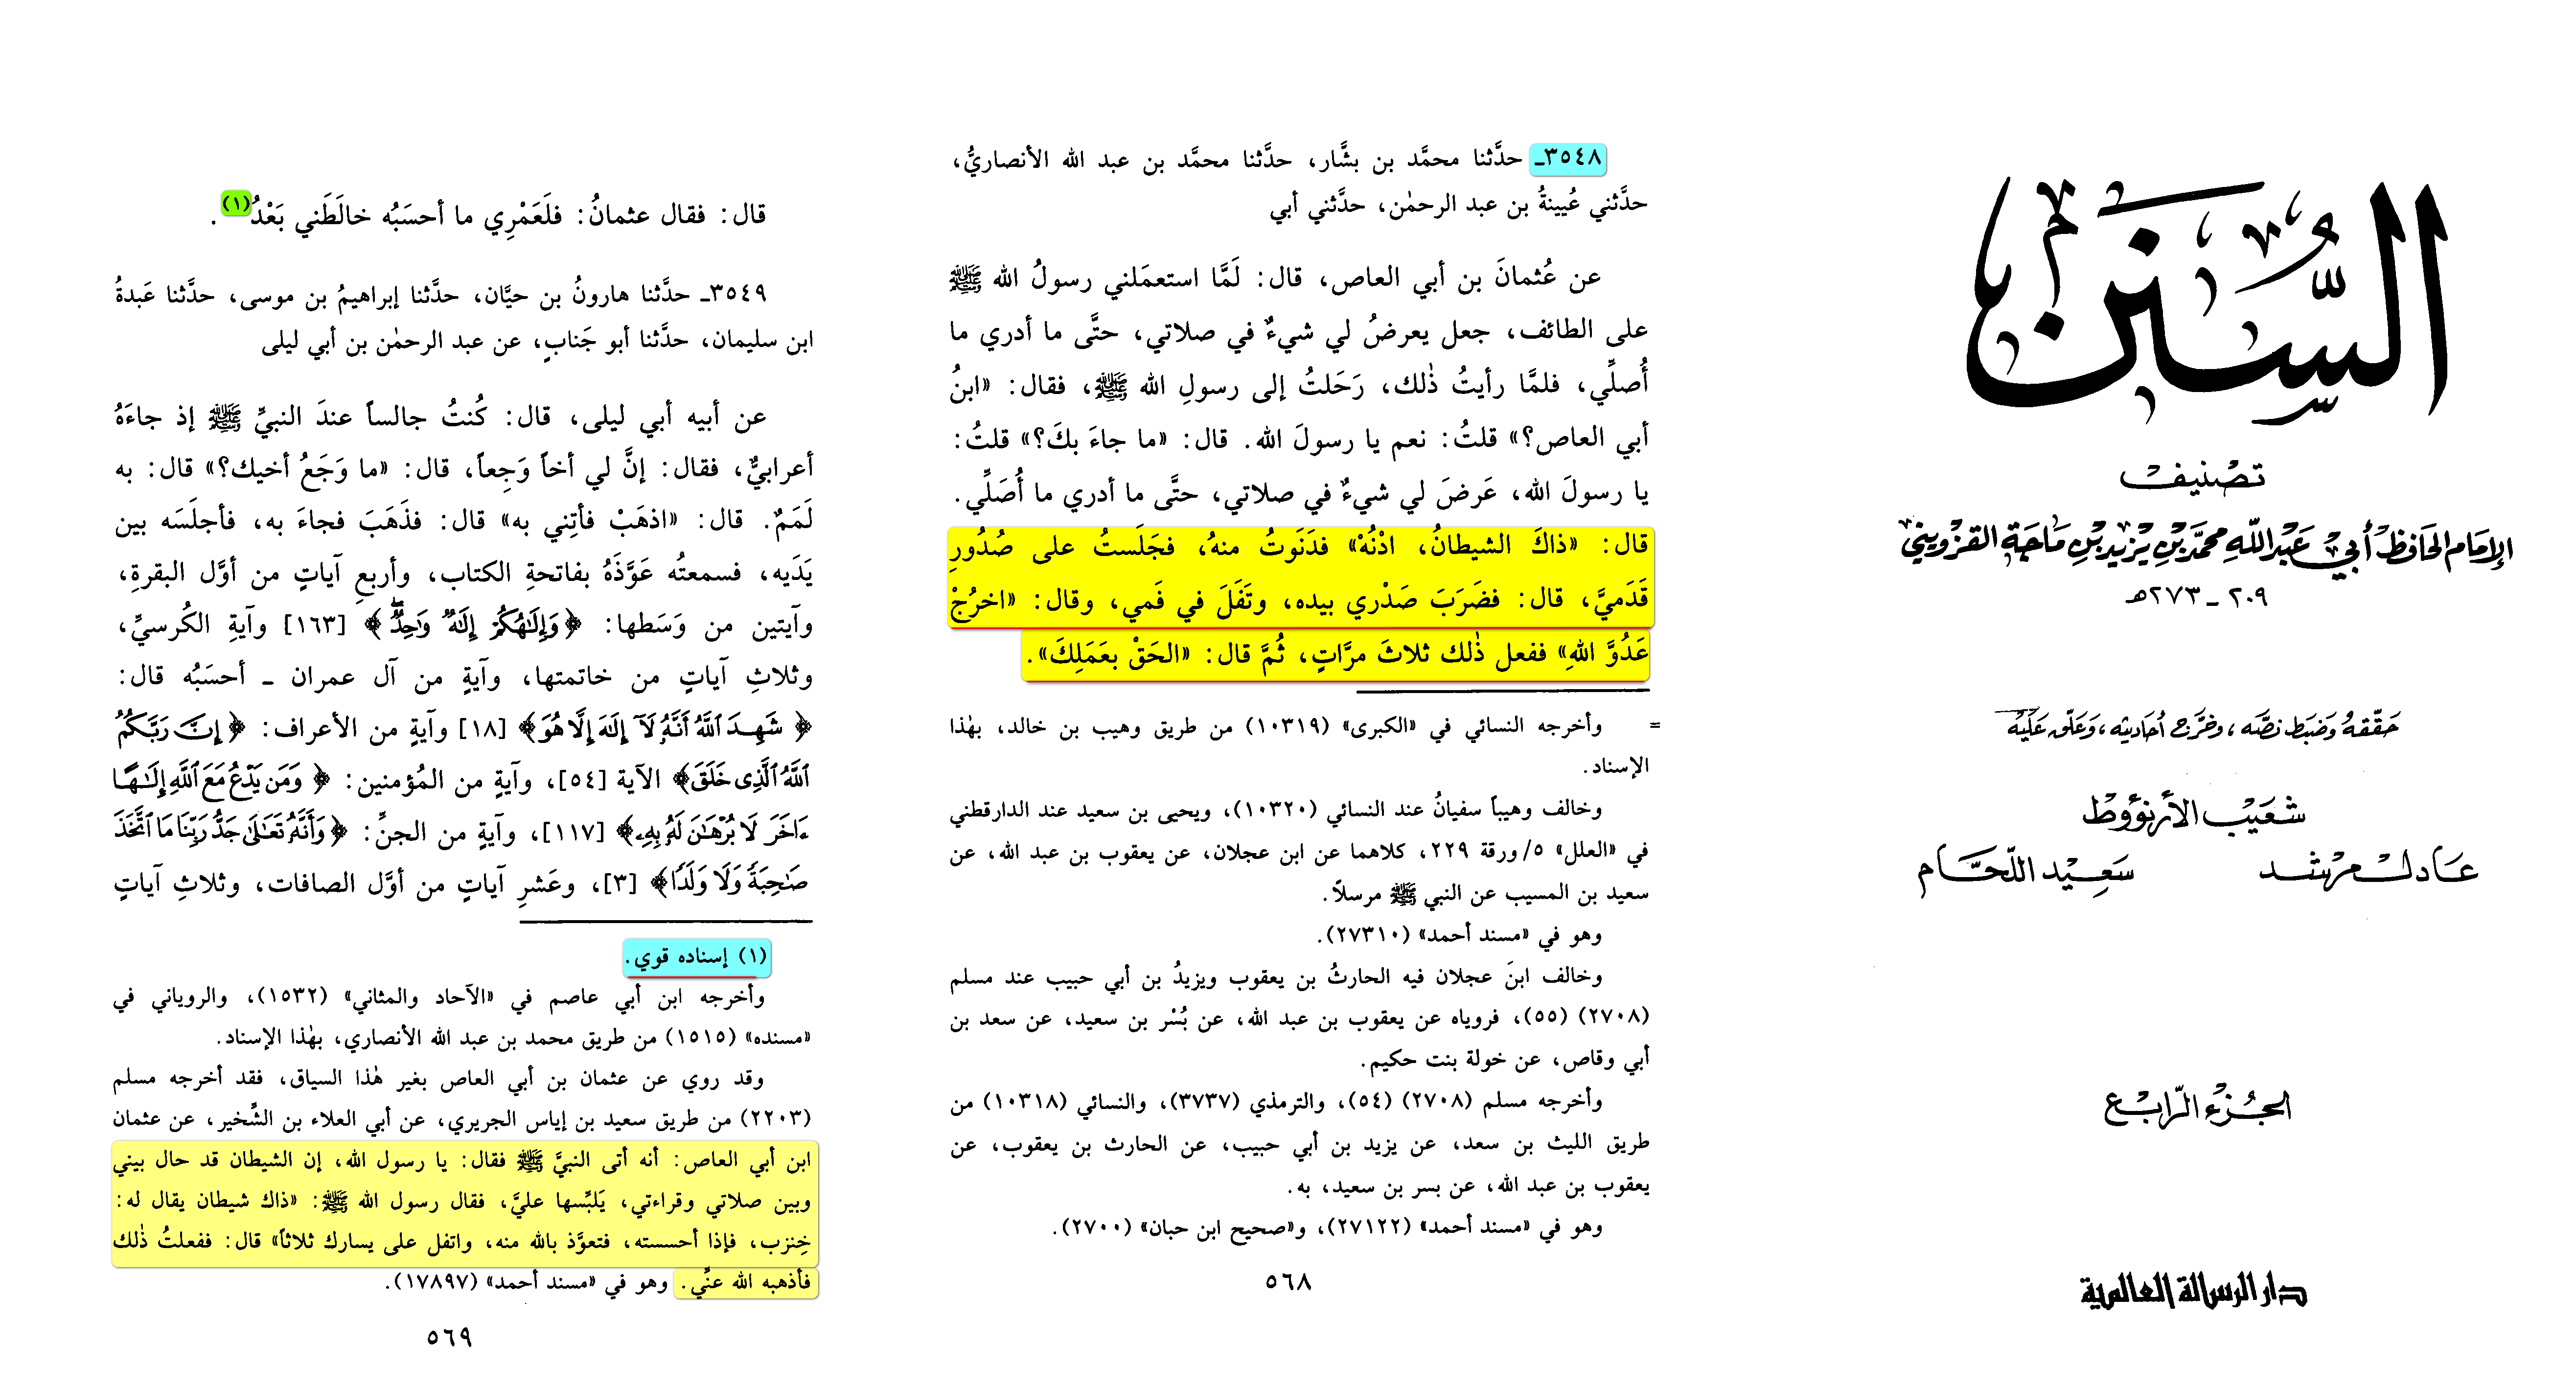 السنن
تصنيف
الإمام الحافظ أبي عبد الله محمد بن يزيد بن ماجة القزويني
٢٠٩ ـ ٢٧٣هـ
حققه وضبط نصه، وخرج أحاديثه، وعلق عليه
شعيب الأرنؤوط
عادل مرشد سعيد اللحام
الجزء الرابع
دار الرسالة العالمية
٣٥٤٨ـ حدَّثنا محمَّد بن بشَّار، حدَّثنا محمَّد بن عبد الله الأنصاريُّ،
حدَّثني عُيينةُ بن عبد الرحمٰن، حدَّثني أبي
عن عُثمانَ بن أبي العاص، قال: لَمَّا استعمَلني رسولُ الله ﷺ
على الطائف، جعل يعرضُ لي شيءٌ في صلاتي، حتَّى ما أدري ما
أُصلِّي، فلمَّا رأيتُ ذٰلك، رَحَلتُ إلى رسولِ الله ﷺ، فقال: «ابنُ
أبي العاص؟» قلتُ: نعم يا رسولَ الله. قال: «ما جاءَ بكَ؟» قلتُ:
يا رسولَ الله، عَرضَ لي شيءٌ في صلاتي، حتَّى ما أدري ما أُصَلِّي.
قال: «ذاكَ الشيطانُ، ادْنُهْ» فدَنَوتُ منهُ، فجَلَستُ على صُدُورِ
قَدَميَّ، قال: فضَرَبَ صَدْري بيده، وتَفَلَ في فَمي، وقال: «اخرُجْ
عَدُوَّ اللهِ» ففعل ذٰلك ثلاثَ مرَّاتٍ، ثُمَّ قال: «الحَقْ بعَمَلِكَ».
= وأخرجه النسائي في «الكبرى» (١٠٣١٩) من طريق وهيب بن خالد، بهٰذا
الإسناد.
وخالف وهيباً سفيانُ عند النسائي (١٠٣٢٠)، ويحيى بن سعيد عند الدارقطني
في «العلل» ٥/ ورقة ٢٢٩، كلاهما عن ابن عجلان، عن يعقوب بن عبد الله، عن
سعيد بن المسيب عن النبي ﷺ مرسلاً.
وهو في «مسند أحمد» (٢٧٣١٠).
وخالف ابنَ عجلان فيه الحارثُ بن يعقوب ويزيدُ بن أبي حبيب عند مسلم
(٢٧٠٨) (٥٥)، فروياه عن يعقوب بن عبد الله، عن بُسْر بن سعيد، عن سعد بن
أبي وقاص، عن خولة بنت حكيم.
وأخرجه مسلم (٢٧٠٨) (٥٤)، والترمذي (٣٧٣٧)، والنسائي (١٠٣١٨) من
طريق الليث بن سعد، عن يزيد بن أبي حبيب، عن الحارث بن يعقوب، عن
يعقوب بن عبد الله، عن بسر بن سعيد، به.
وهو في «مسند أحمد» (٢٧١٢٢)، و«صحيح ابن حبان» (٢٧٠٠).
٥٦٨
قال: فقال عثمانُ: فلَعَمْرِي ما أحسَبُه خالَطَني بَعْدُ(١).
٣٥٤٩ـ حدَّثنا هارونُ بن حيَّان، حدَّثنا إبراهيمُ بن موسى، حدَّثنا عَبدةُ
ابن سليمان، حدَّثنا أبو جَنابٍ، عن عبد الرحمٰن بن أبي ليلى
عن أبيه أبي ليلى، قال: كُنتُ جالساً عندَ النبيِّ ﷺ إذ جاءَهُ
أعرابيٌّ، فقال: إنَّ لي أخاً وَجِعاً، قال: «ما وَجَعُ أخيك؟» قال: به
لَمَمٌ. قال: «اذهَبْ فأتِني به» قال: فذَهَبَ فجاءَ به، فأجلَسَه بين
يَدَيه، فسمعتُه عَوَّذَهُ بفاتحةِ الكتاب، وأربعِ آياتٍ من أوَّل البقرةِ،
وآيتين من وَسَطها: ﴿وَإِلَٰهُكُمْ إِلَٰهٌ وَٰحِدٌ﴾ [١٦٣] وآيةِ الكُرسيِّ،
وثلاثِ آياتٍ من خاتمتها، وآيةٍ من آل عمران ـ أحسَبُه قال:
﴿شَهِدَ ٱللَّهُ أَنَّهُۥ لَآ إِلَٰهَ إِلَّا هُوَ﴾ [١٨] وآيةٍ من الأعراف: ﴿إِنَّ رَبَّكُمُ
ٱللَّهُ ٱلَّذِى خَلَقَ﴾ الآية [٥٤]، وآيةٍ من المُؤمنين: ﴿وَمَن يَدْعُ مَعَ ٱللَّهِ إِلَٰهًا
ءَاخَرَ لَا بُرْهَٰنَ لَهُۥ بِهِۦ﴾ [١١٧]، وآيةٍ من الجنِّ: ﴿وَأَنَّهُۥ تَعَٰلَىٰ جَدُّ رَبِّنَا مَا ٱتَّخَذَ
صَٰحِبَةً وَلَا وَلَدًا﴾ [٣]، وعَشرِ آياتٍ من أوَّل الصافات، وثلاثِ آياتٍ
(١) إسناده قوي.
وأخرجه ابن أبي عاصم في «الآحاد والمثاني» (١٥٣٢)، والروياني في
«مسنده» (١٥١٥) من طريق محمد بن عبد الله الأنصاري، بهٰذا الإسناد.
وقد روي عن عثمان بن أبي العاص بغير هٰذا السياق، فقد أخرجه مسلم
(٢٢٠٣) من طريق سعيد بن إياس الجريري، عن أبي العلاء بن الشِّخير، عن عثمان
ابن أبي العاص: أنه أتى النبيَّ ﷺ فقال: يا رسول الله، إن الشيطان قد حال بيني
وبين صلاتي وقراءتي، يَلبِّسها عليَّ، فقال رسول الله ﷺ: «ذاك شيطان يقال له:
خِنزب، فإذا أحسسته، فتعوَّذ بالله منه، واتفل على يسارك ثلاثاً» قال: ففعلتُ ذٰلك
فأذهبه الله عنِّي. وهو في «مسند أحمد» (١٧٨٩٧).
٥٦٩